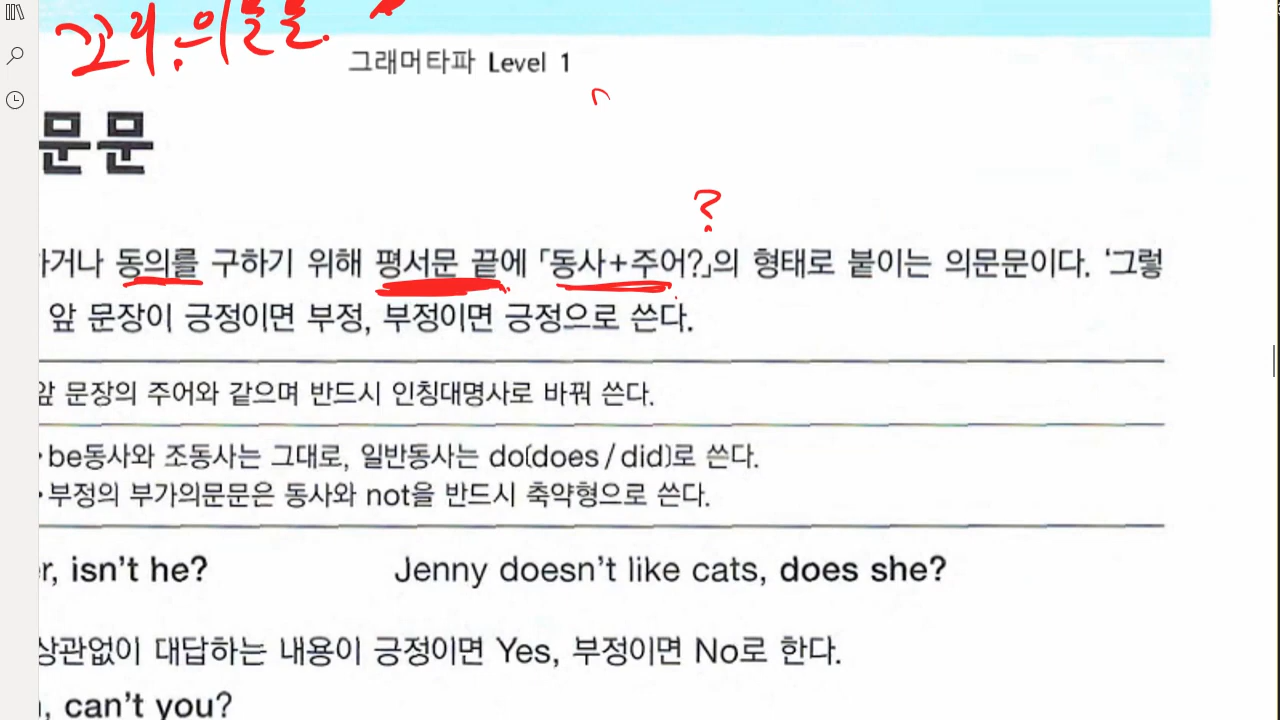 꼬리, 의문문.
그래머타파 Level 1
문문
?
하거나 동의를 구하기 위해 평서문 끝에 「동사+주어?」의 형태로 붙이는 의문문이다. ‘그렇
앞 문장이 긍정이면 부정, 부정이면 긍정으로 쓴다.
앞 문장의 주어와 같으며 반드시 인칭대명사로 바꿔 쓴다.
• be동사와 조동사는 그대로, 일반동사는 do(does / did)로 쓴다.
• 부정의 부가의문문은 동사와 not을 반드시 축약형으로 쓴다.
r, isn’t he? Jenny doesn’t like cats, does she?
상관없이 대답하는 내용이 긍정이면 Yes, 부정이면 No로 한다.
, can’t you?